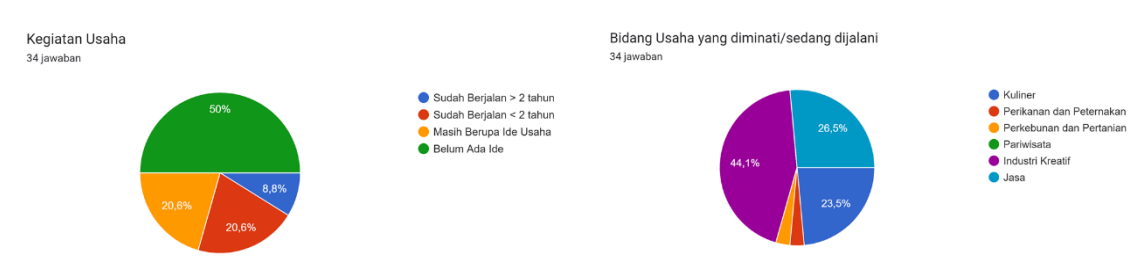 Kegiatan Usaha
34 jawaban
50%
8,8%
20,6%
20,6%
Sudah Berjalan > 2 tahun
Sudah Berjalan < 2 tahun
Masih Berupa Ide Usaha
Belum Ada Ide
Bidang Usaha yang diminati/sedang dijalani
34 jawaban
26,5%
44,1%
23,5%
Kuliner
Perikanan dan Peternakan
Perkebunan dan Pertanian
Pariwisata
Industri Kreatif
Jasa